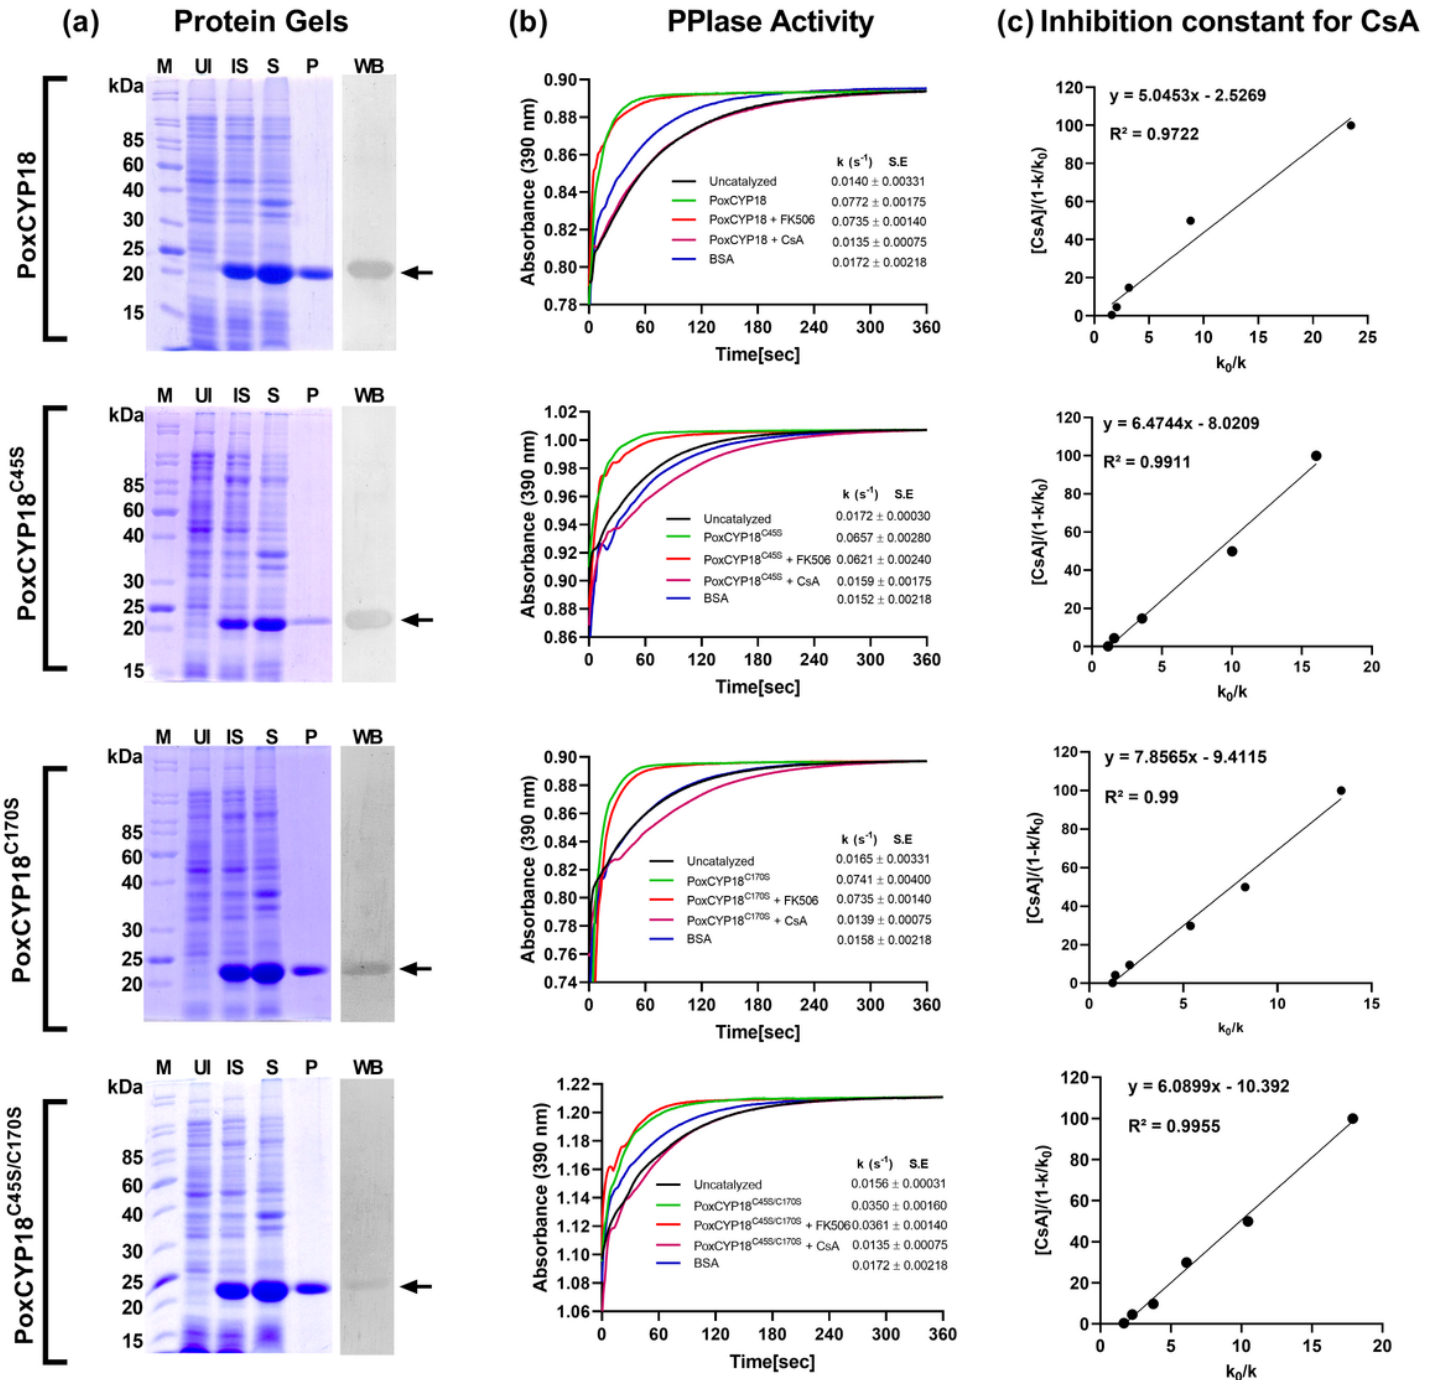 (a) Protein Gels
(b) PPIase Activity
(c) Inhibition constant for CsA
PoxCYP18
M UI IS S P WB
kDa
85
60
40
30
25
20
15
Absorbance (390 nm)
0.90
0.88
0.86
0.84
0.82
0.80
0.78
k (s-1) S.E
Uncatalyzed 0.0140 ± 0.00331
PoxCYP18 0.0772 ± 0.00175
PoxCYP18 + FK506 0.0735 ± 0.00140
PoxCYP18 + CsA 0.0135 ± 0.00075
BSA 0.0172 ± 0.00218
0 60 120 180 240 300 360
Time[sec]
[CsA]/(1-k/k0)
y = 5.0453x - 2.5269
R² = 0.9722
120
100
80
60
40
20
0
0 5 10 15 20 25
k0/k
PoxCYP18C45S
M UI IS S P WB
kDa
85
60
40
30
25
20
15
Absorbance (390 nm)
1.02
1.00
0.98
0.96
0.94
0.92
0.90
0.88
0.86
k (s-1) S.E
Uncatalyzed 0.0172 ± 0.00030
PoxCYP18C45S 0.0657 ± 0.00280
PoxCYP18C45S + FK506 0.0621 ± 0.00240
PoxCYP18C45S + CsA 0.0159 ± 0.00175
BSA 0.0152 ± 0.00218
0 60 120 180 240 300 360
Time[sec]
[CsA]/(1-k/k0)
y = 6.4744x - 8.0209
R² = 0.9911
120
100
80
60
40
20
0
0 5 10 15 20
k0/k
PoxCYP18C170S
M UI IS S P WB
kDa
85
60
40
30
25
20
Absorbance (390 nm)
0.90
0.88
0.86
0.84
0.82
0.80
0.78
0.76
0.74
k (s-1) S.E
Uncatalyzed 0.0165 ± 0.00331
PoxCYP18C170S 0.0741 ± 0.00400
PoxCYP18C170S + FK506 0.0735 ± 0.00140
PoxCYP18C170S + CsA 0.0139 ± 0.00075
BSA 0.0158 ± 0.00218
0 60 120 180 240 300 360
Time[sec]
[CsA]/(1-k/k0)
y = 7.8565x - 9.4115
R² = 0.99
120
100
80
60
40
20
0
0 5 10 15
k0/k
PoxCYP18C45S/C170S
M UI IS S P WB
kDa
85
60
40
30
25
20
15
Absorbance (390 nm)
1.22
1.20
1.18
1.16
1.14
1.12
1.10
1.08
1.06
k (s-1) S.E
Uncatalyzed 0.0156 ± 0.00031
PoxCYP18C45S/C170S 0.0350 ± 0.00160
PoxCYP18C45S/C170S + FK506 0.0361 ± 0.00140
PoxCYP18C45S/C170S + CsA 0.0135 ± 0.00075
BSA 0.0172 ± 0.00218
0 60 120 180 240 300 360
Time[sec]
[CsA]/(1-k/k0)
y = 6.0899x - 10.392
R² = 0.9955
120
100
80
60
40
20
0
0 5 10 15 20
k0/k